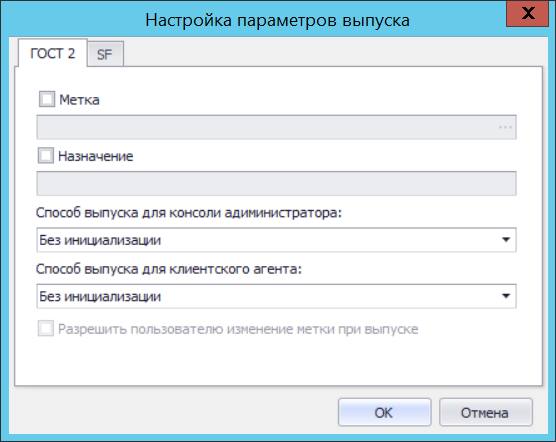 Настройка параметров выпуска
X
ГОСТ 2 SF
Метка
...
Назначение
Способ выпуска для консоли адиминистратора:
Без инициализации
Способ выпуска для клиентского агента:
Без инициализации
Разрешить пользователю изменение метки при выпуске
OK Отмена